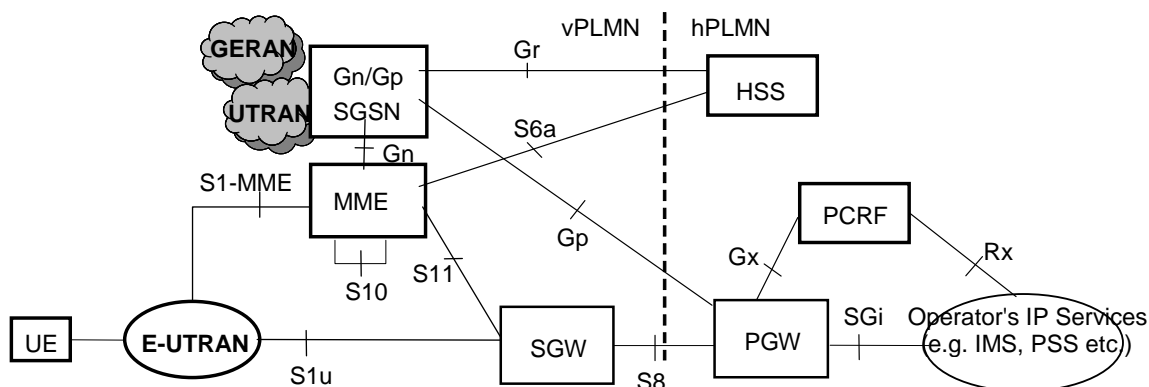 vPLMN
hPLMN
GERAN
UTRAN
Gn/Gp
SGSN
Gr
HSS
S6a
Gn
S1-MME
MME
S10
S11
Gp
PCRF
Gx
Rx
UE
E-UTRAN
S1u
SGW
S8
PGW
SGi
Operator's IP Services
(e.g. IMS, PSS etc.)